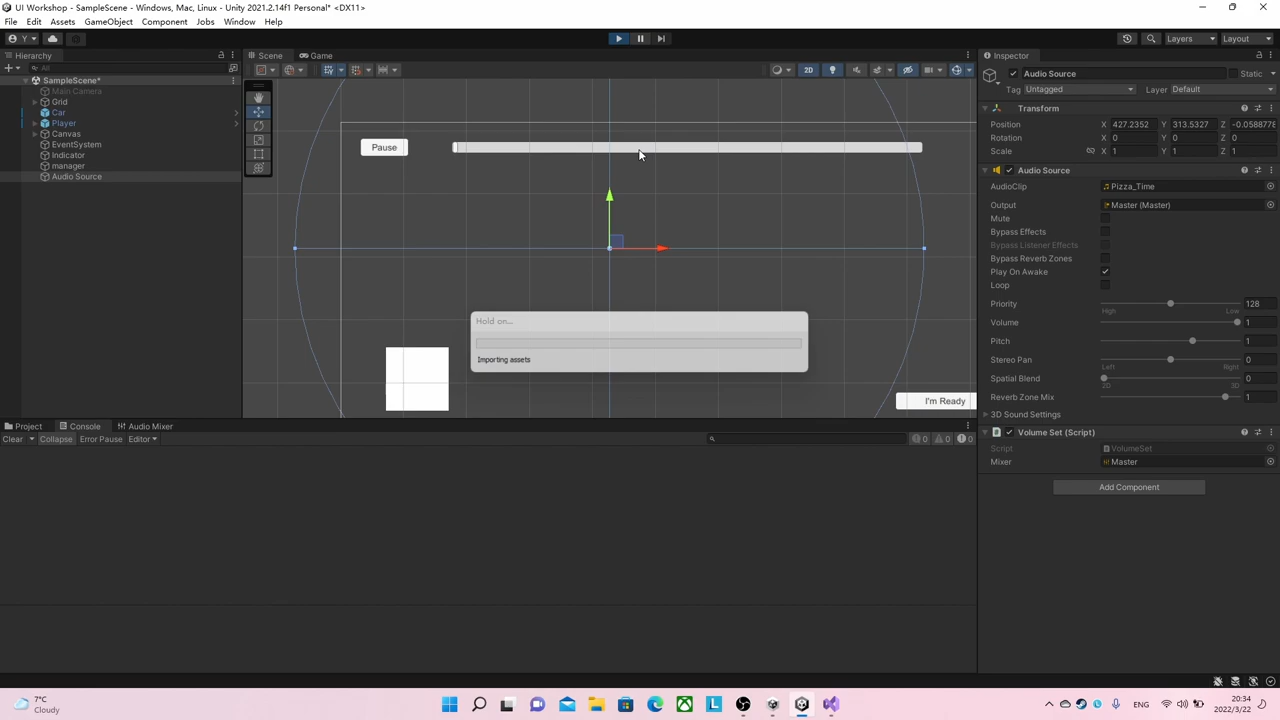 UI Workshop - SampleScene - Windows, Mac, Linux - Unity 2021.2.14f1 Personal* <DX11>
File Edit Assets GameObject Component Jobs Window Help
Y
Layers Layout
Hierarchy
All
SampleScene*
Main Camera
Grid
Car
Player
Canvas
EventSystem
Indicator
manager
Audio Source
Scene Game
2D
Pause
I'm Ready
Hold on...
Importing assets
Project Console Audio Mixer
Clear Collapse Error Pause Editor
0 0 0
Inspector
Audio Source Static
Tag Untagged Layer Default
Transform
Position X 427.2352 Y 313.5327 Z -0.0588778
Rotation X 0 Y 0 Z 0
Scale X 1 Y 1 Z 1
Audio Source
AudioClip Pizza_Time
Output Master (Master)
Mute
Bypass Effects
Bypass Listener Effects
Bypass Reverb Zones
Play On Awake
Loop
Priority 128
High Low
Volume 1
Pitch 1
Stereo Pan 0
Left Right
Spatial Blend 0
2D 3D
Reverb Zone Mix 1
3D Sound Settings
Volume Set (Script)
Script VolumeSet
Mixer Master
Add Component
7°C
Cloudy
ENG
20:34
2022/3/22